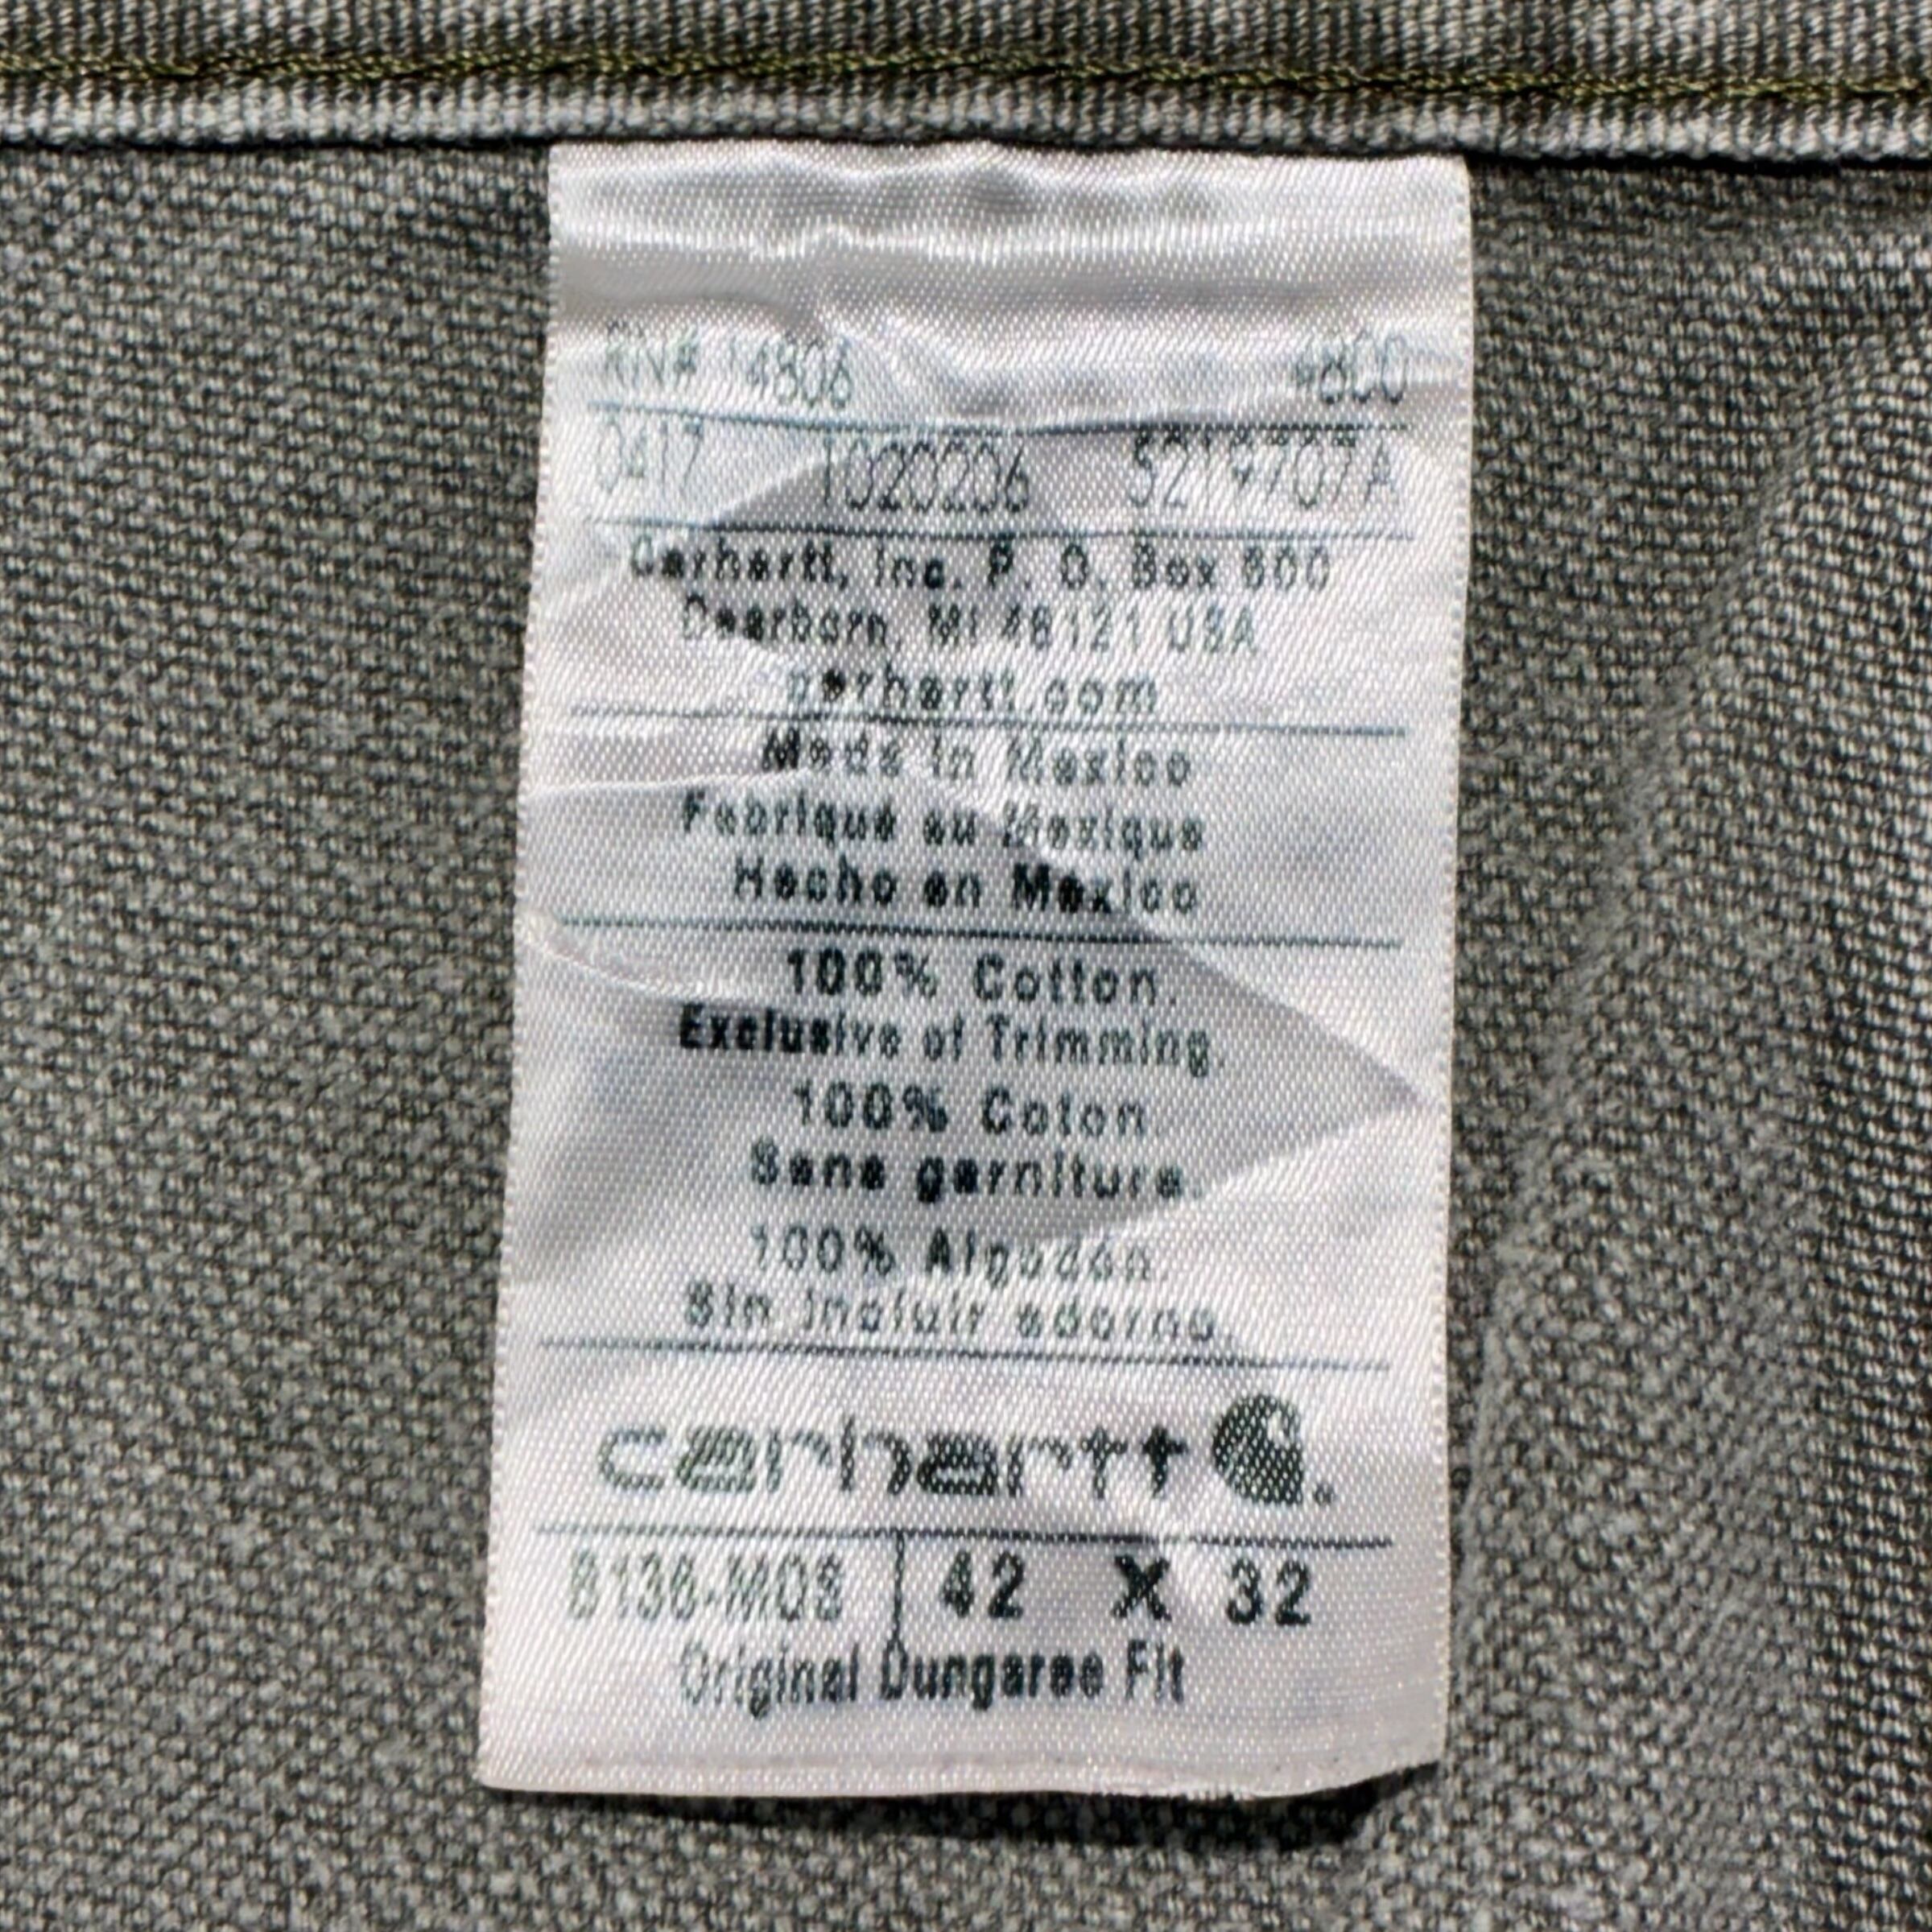 RN# 14806 4800
0417 1020206 5219707A
Carhartt, Inc. P. O. Box 600
Dearborn, MI 48121 USA
carhartt.com
Made in Mexico
Fabriqué au Mexique
Hecho en Mexico
100% Cotton.
Exclusive of Trimming.
100% Coton
Sans garniture.
100% Algodón.
Sin incluir adorno.
carhartt
B136-MOS 42 X 32
Original Dungaree Fit